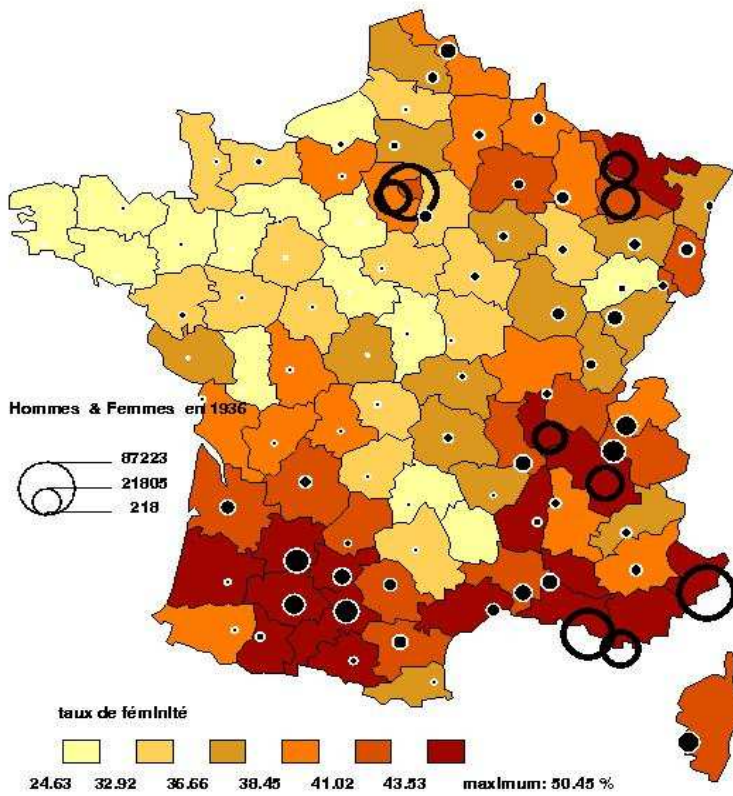 Hommes & Femmes en 1936
87223
21805
218
taux de féminité
24.63 32.92 36.66 38.45 41.02 43.53 maximum: 50.45 %